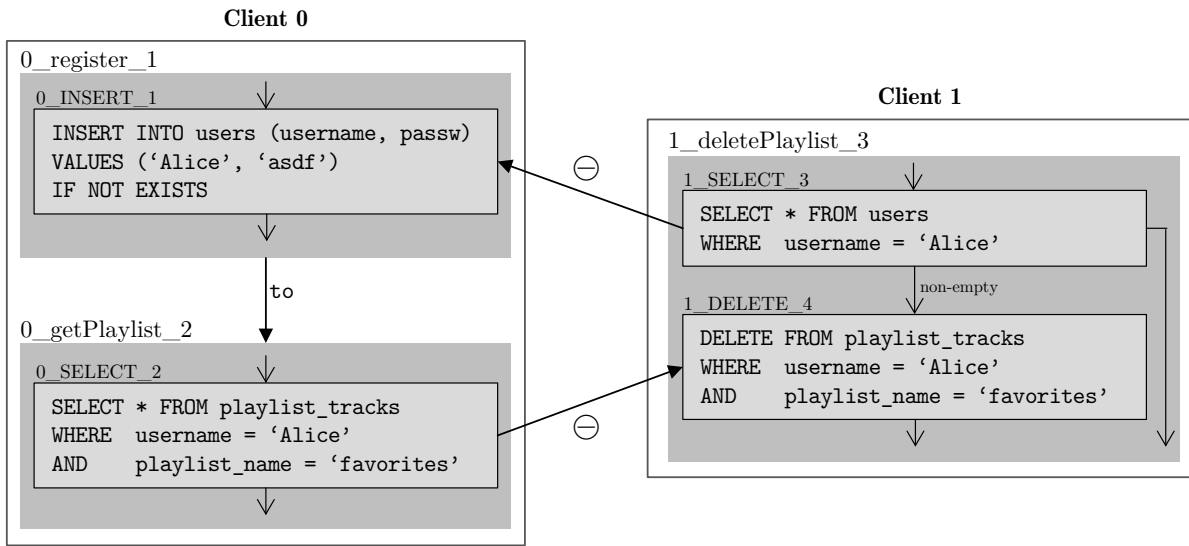 Client 0
0_register_1
0_INSERT_1
INSERT INTO users (username, passw)
VALUES (‘Alice’, ‘asdf’)
IF NOT EXISTS
to
0_getPlaylist_2
0_SELECT_2
SELECT * FROM playlist_tracks
WHERE username = ‘Alice’
AND playlist_name = ‘favorites’
⊖
⊖
Client 1
1_deletePlaylist_3
1_SELECT_3
SELECT * FROM users
WHERE username = ‘Alice’
non-empty
1_DELETE_4
DELETE FROM playlist_tracks
WHERE username = ‘Alice’
AND playlist_name = ‘favorites’